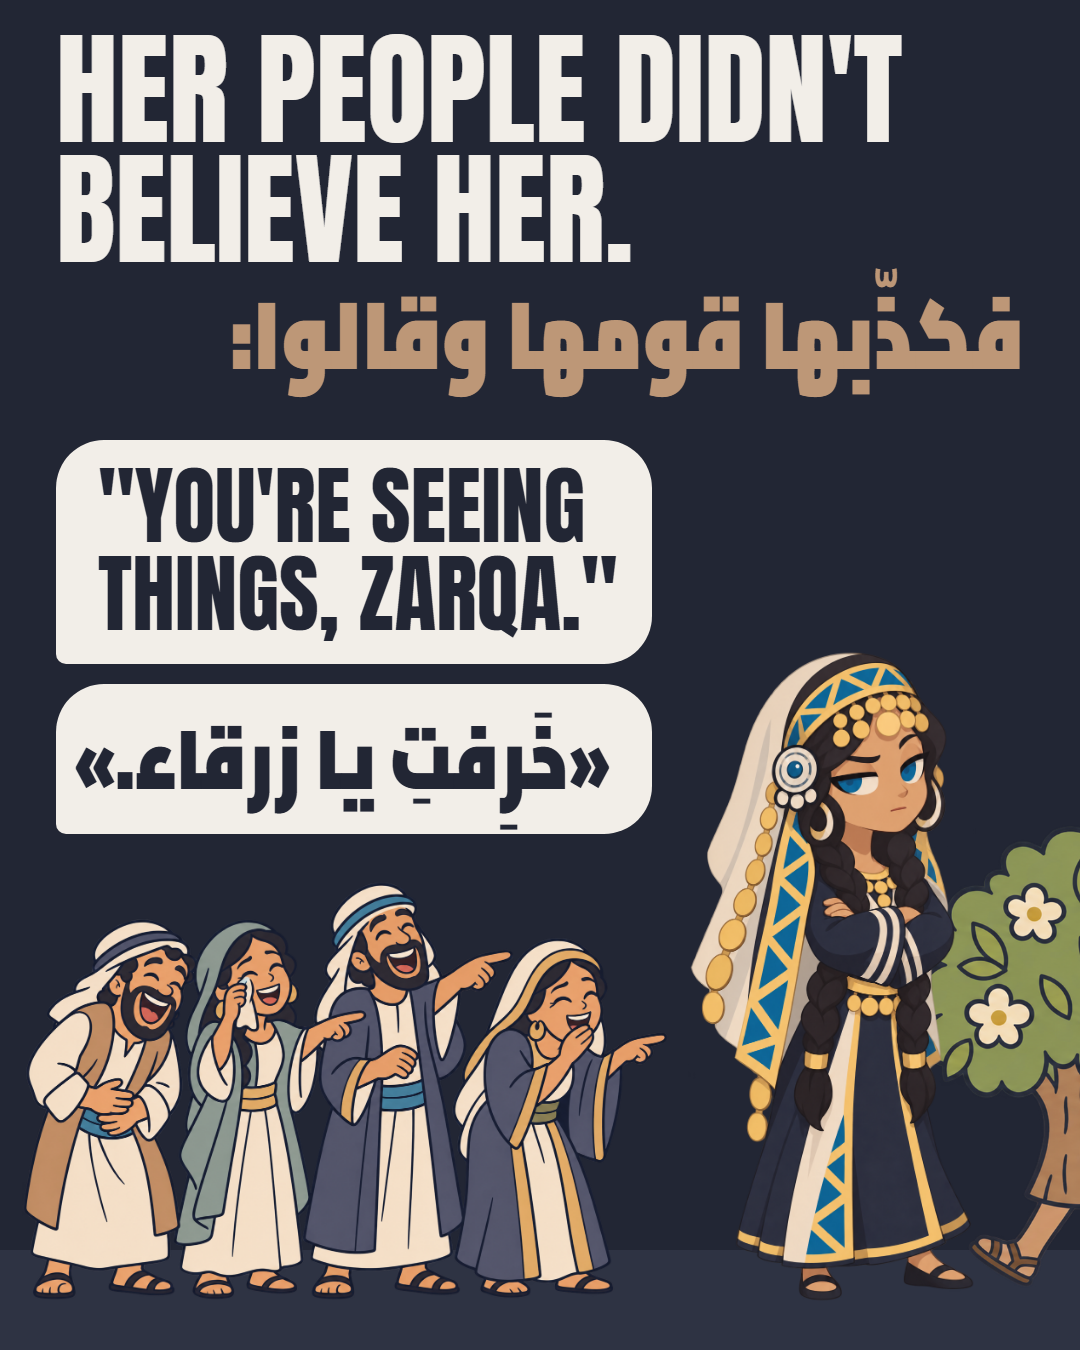 HER PEOPLE DIDN'T
BELIEVE HER.
فكذّبها قومها وقالوا:
"YOU'RE SEEING
THINGS, ZARQA."
«خَرِفتِ يا زرقاء.»